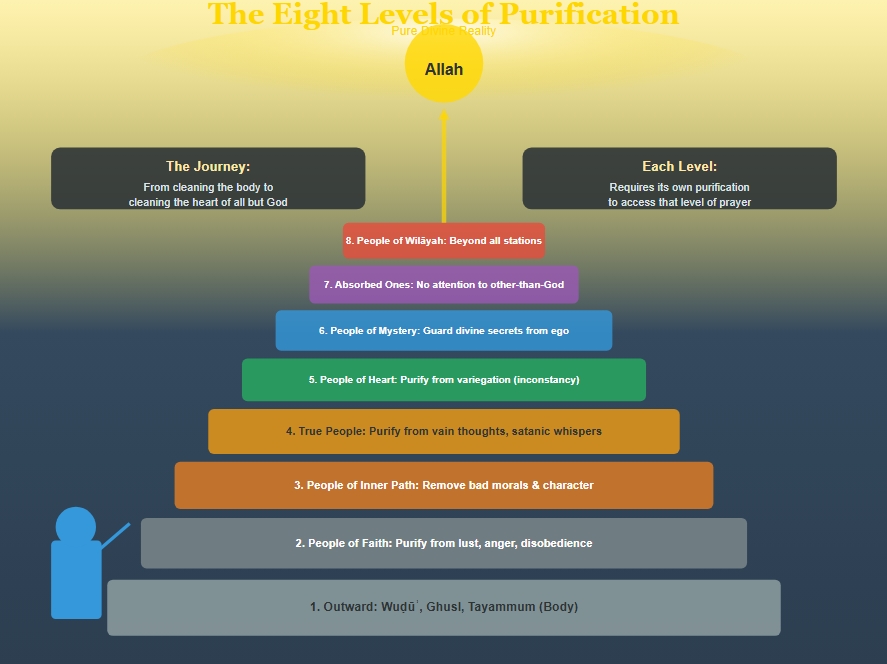 The Eight Levels of Purification
Pure Divine Reality
Allah
The Journey:
From cleaning the body to
cleaning the heart of all but God
Each Level:
Requires its own purification
to access that level of prayer
8. People of Wilāyah: Beyond all stations
7. Absorbed Ones: No attention to other-than-God
6. People of Mystery: Guard divine secrets from ego
5. People of Heart: Purify from variegation (inconstancy)
4. True People: Purify from vain thoughts, satanic whispers
3. People of Inner Path: Remove bad morals & character
2. People of Faith: Purify from lust, anger, disobedience
1. Outward: Wuḍūʾ, Ghusl, Tayammum (Body)